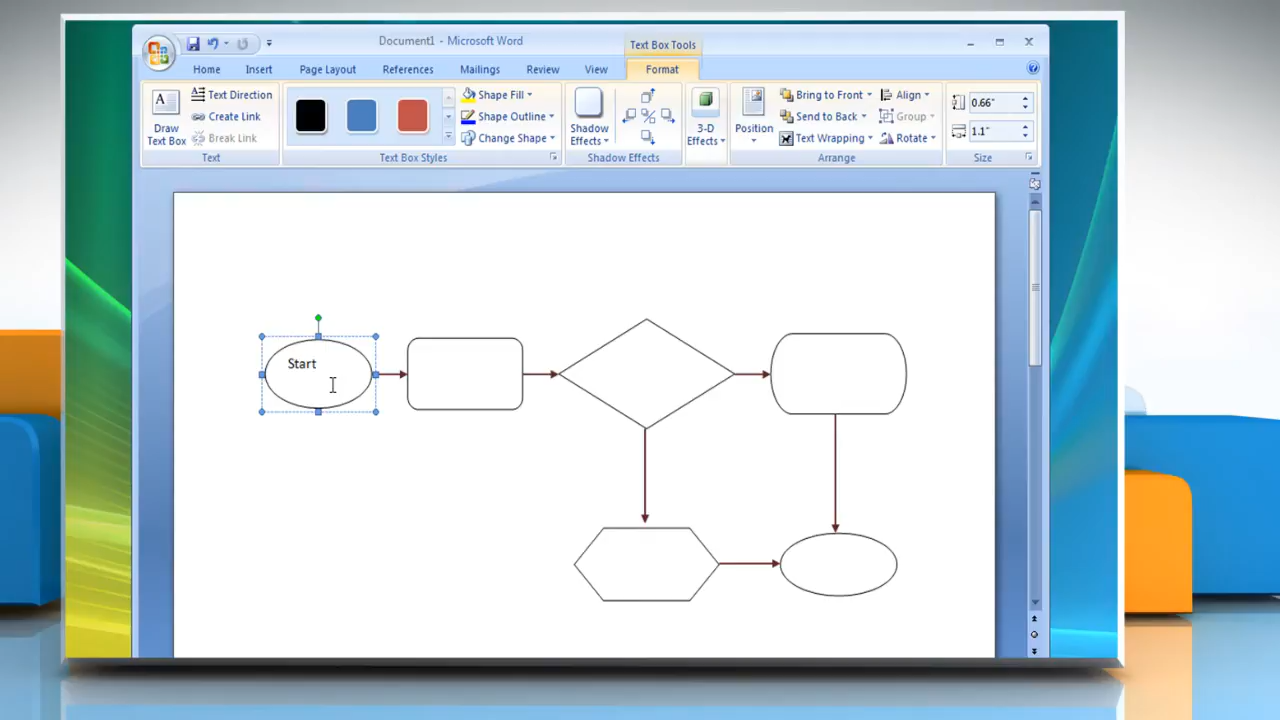 Document1 - Microsoft Word
Text Box Tools
Home Insert Page Layout References Mailings Review View Format
A
Draw Text Box
Text Direction
Create Link
Break Link
Text
Shape Fill
Shape Outline
Change Shape
Text Box Styles
Shadow Effects
Shadow Effects
3-D Effects
Position
Bring to Front
Send to Back
Text Wrapping
Align
Group
Rotate
Arrange
0.66"
1.1"
Size
Start